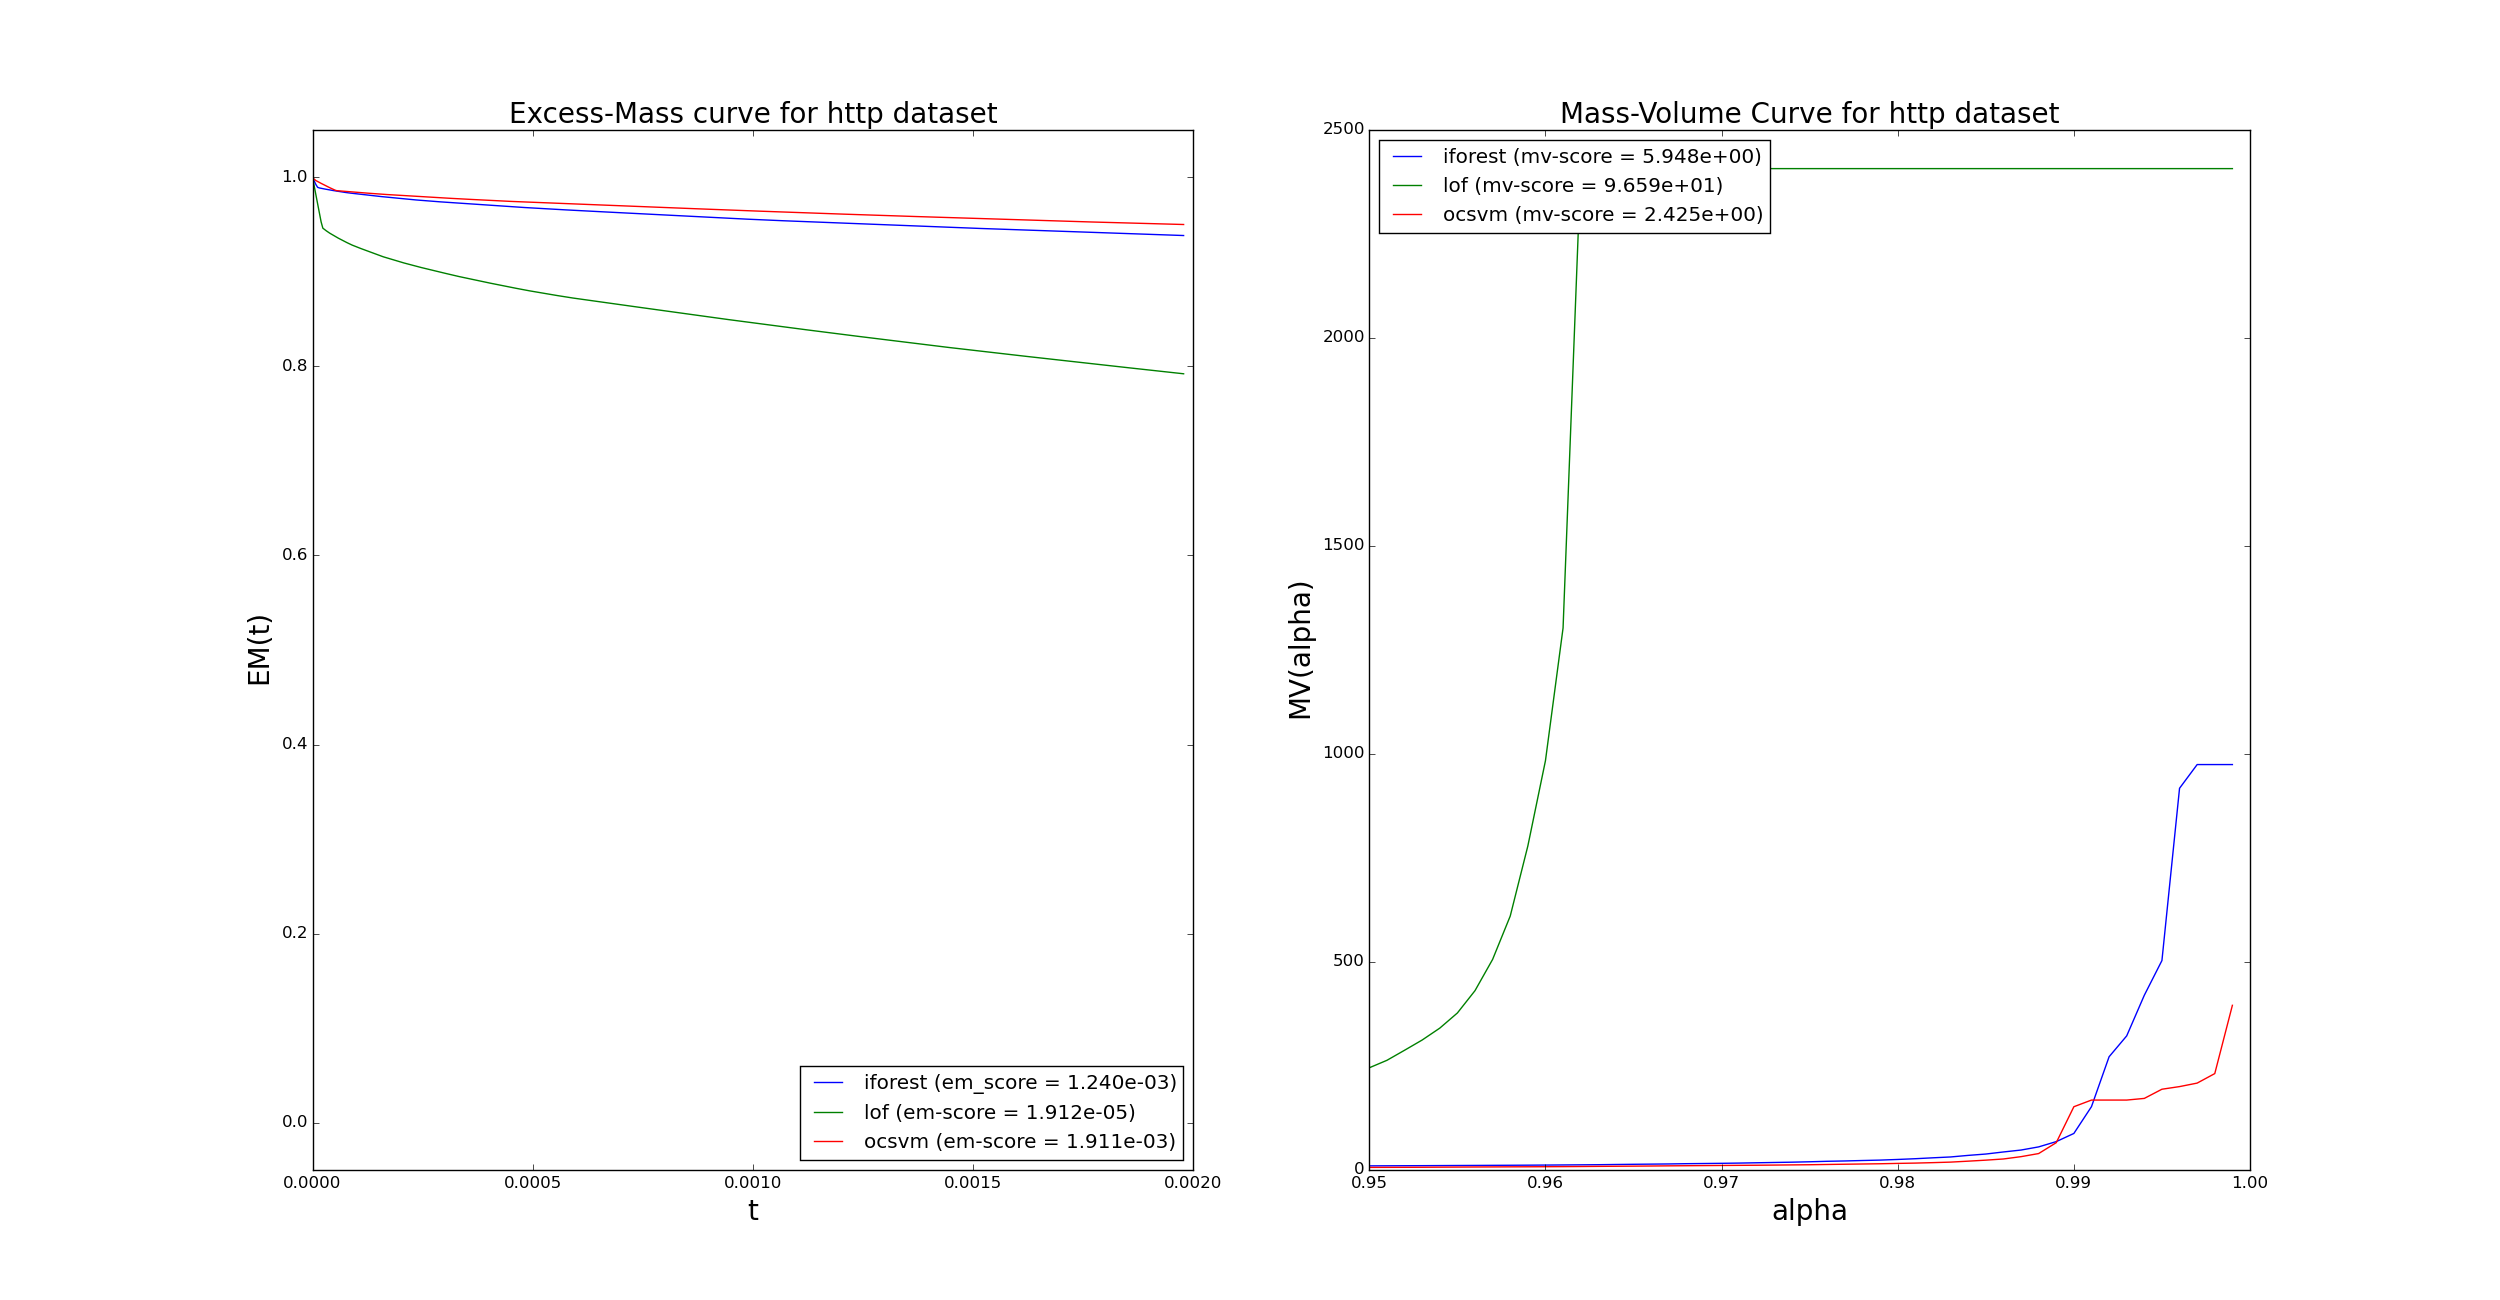 Excess-Mass curve for http dataset
1.0
0.8
0.6
0.4
0.2
0.0
EM(t)
iforest (em_score = 1.240e-03)
lof (em-score = 1.912e-05)
ocsvm (em-score = 1.911e-03)
0.0000 0.0005 0.0010 0.0015 0.0020
t
Mass-Volume Curve for http dataset
2500
2000
1500
1000
500
0
MV(alpha)
iforest (mv-score = 5.948e+00)
lof (mv-score = 9.659e+01)
ocsvm (mv-score = 2.425e+00)
0.95 0.96 0.97 0.98 0.99 1.00
alpha